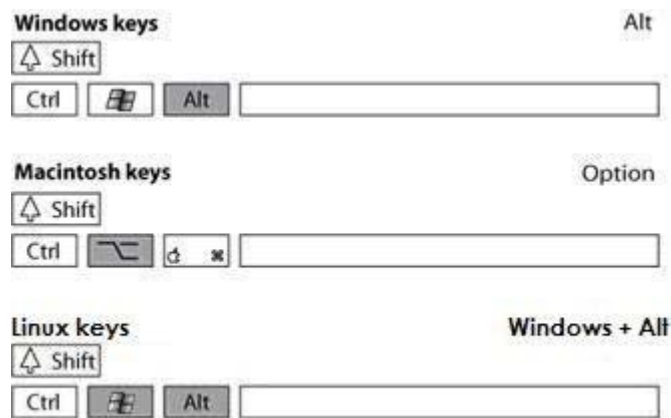 Windows keys Alt
Shift
Ctrl Alt
Macintosh keys Option
Shift
Ctrl ⌥ ⌘
Linux keys Windows + Alt
Shift
Ctrl Alt